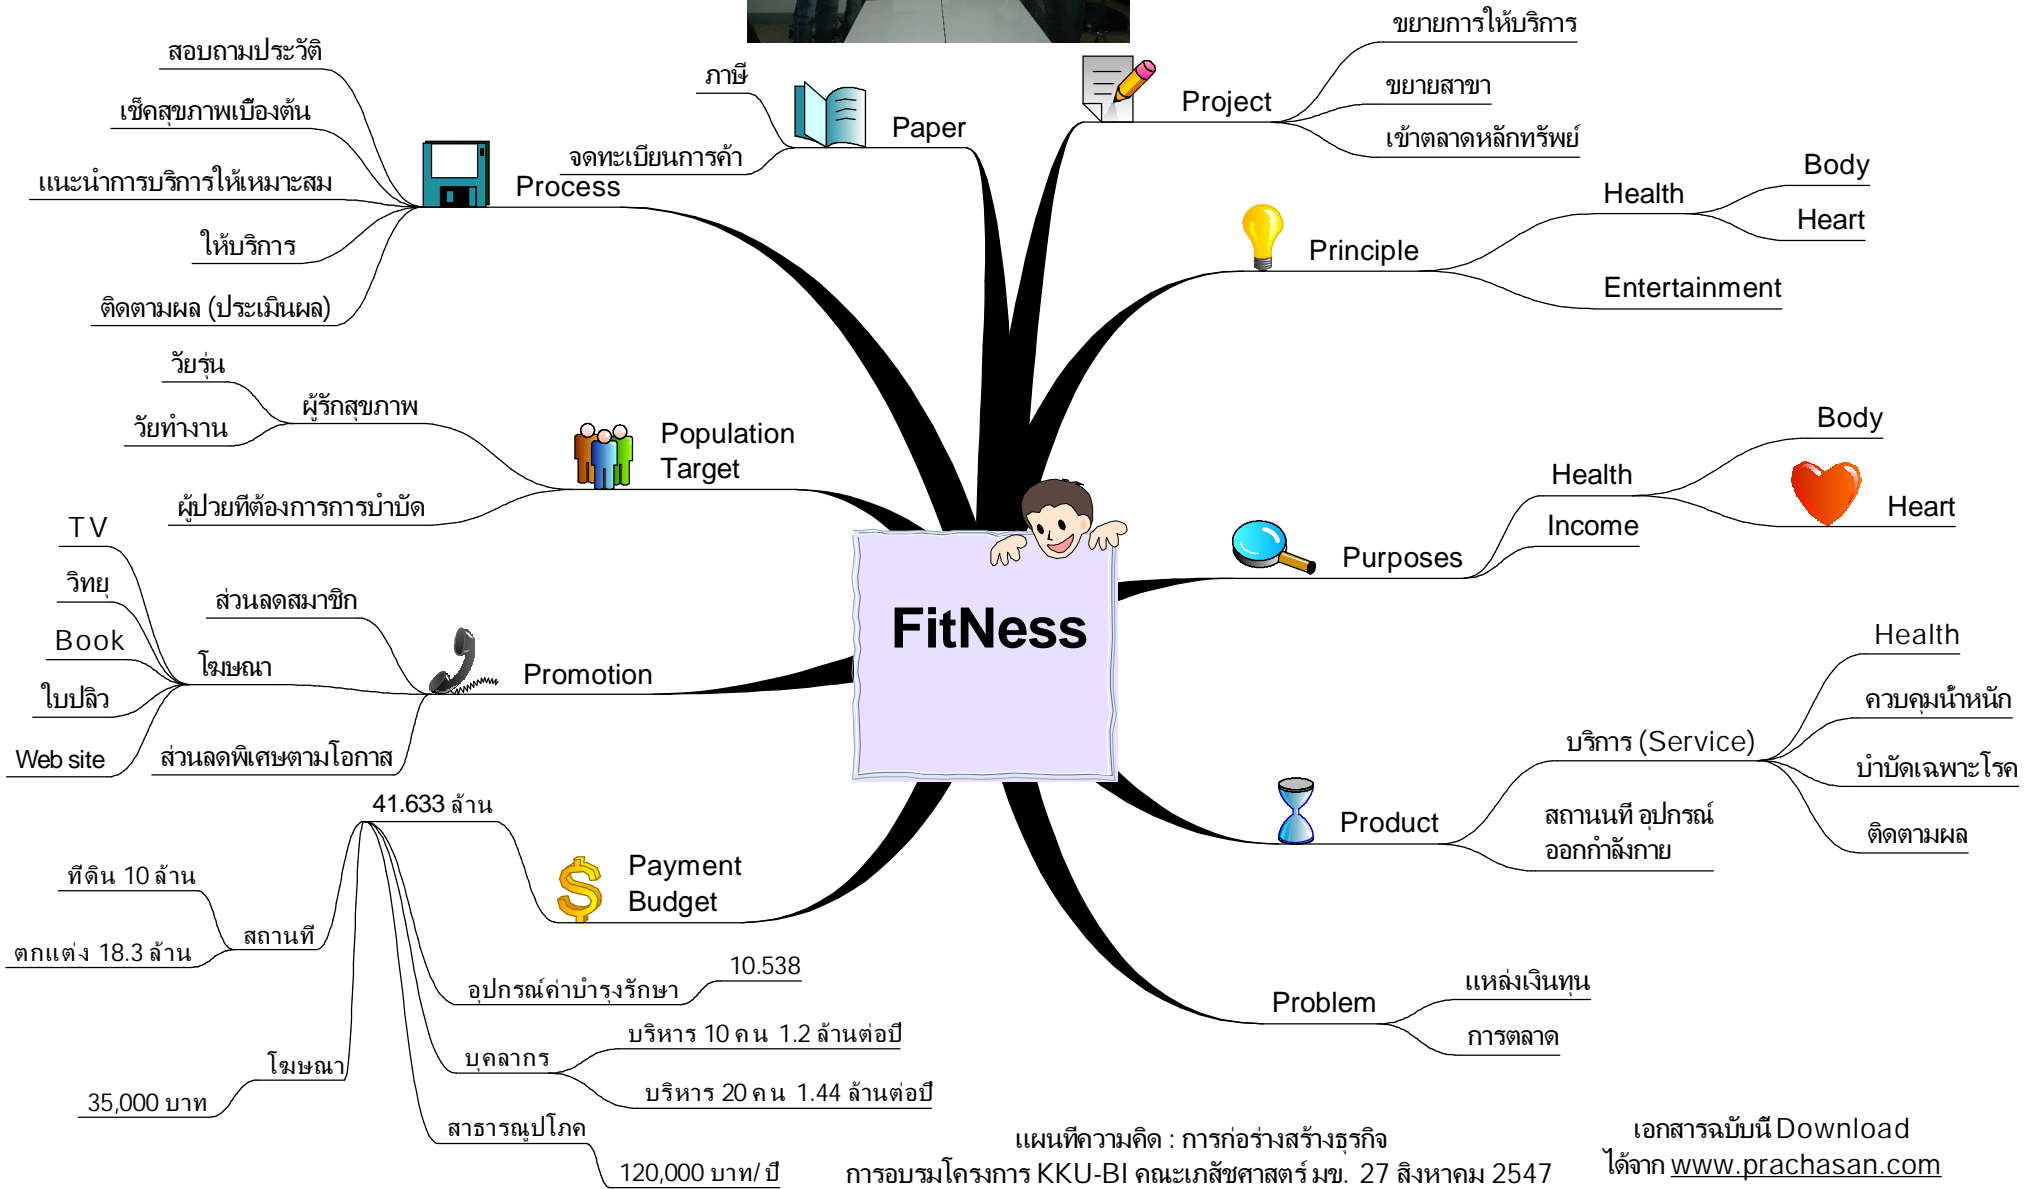 FitNess
Project
ขยายการให้บริการ
ขยายสาขา
เข้าตลาดหลักทรัพย์
Principle
Health
Body
Heart
Entertainment
Purposes
Health
Body
Heart
Income
Product
บริการ (Service)
Health
ควบคุมน้ำหนัก
บำบัดเฉพาะโรค
ติดตามผล
สถานนที่ อุปกรณ์
ออกกำลังกาย
Problem
แหล่งเงินทุน
การตลาด
Payment
Budget
41.633 ล้าน
สถานที่
ที่ดิน 10 ล้าน
ตกแต่ง 18.3 ล้าน
โฆษณา
35,000 บาท
อุปกรณ์ค่าบำรุงรักษา
10.538
บุคลากร
บริหาร 10 คน 1.2 ล้านต่อปี
บริหาร 20 คน 1.44 ล้านต่อปี
สาธารณูปโภค
120,000 บาท/ ปี
Promotion
ส่วนลดสมาชิก
โฆษณา
TV
วิทยุ
Book
ใบปลิว
Web site
ส่วนลดพิเศษตามโอกาส
Population
Target
ผู้รักสุขภาพ
วัยรุ่น
วัยทำงาน
ผู้ป่วยที่ต้องการการบำบัด
Process
สอบถามประวัติ
เช็คสุขภาพเบื้องต้น
แนะนำการบริการให้เหมาะสม
ให้บริการ
ติดตามผล (ประเมินผล)
Paper
ภาษี
จดทะเบียนการค้า
แผนที่ความคิด : การก่อร่างสร้างธุรกิจ
การอบรมโครงการ KKU-BI คณะเภสัชศาสตร์ มข. 27 สิงหาคม 2547
เอกสารฉบับนี้ Download
ได้จาก www.prachasan.com